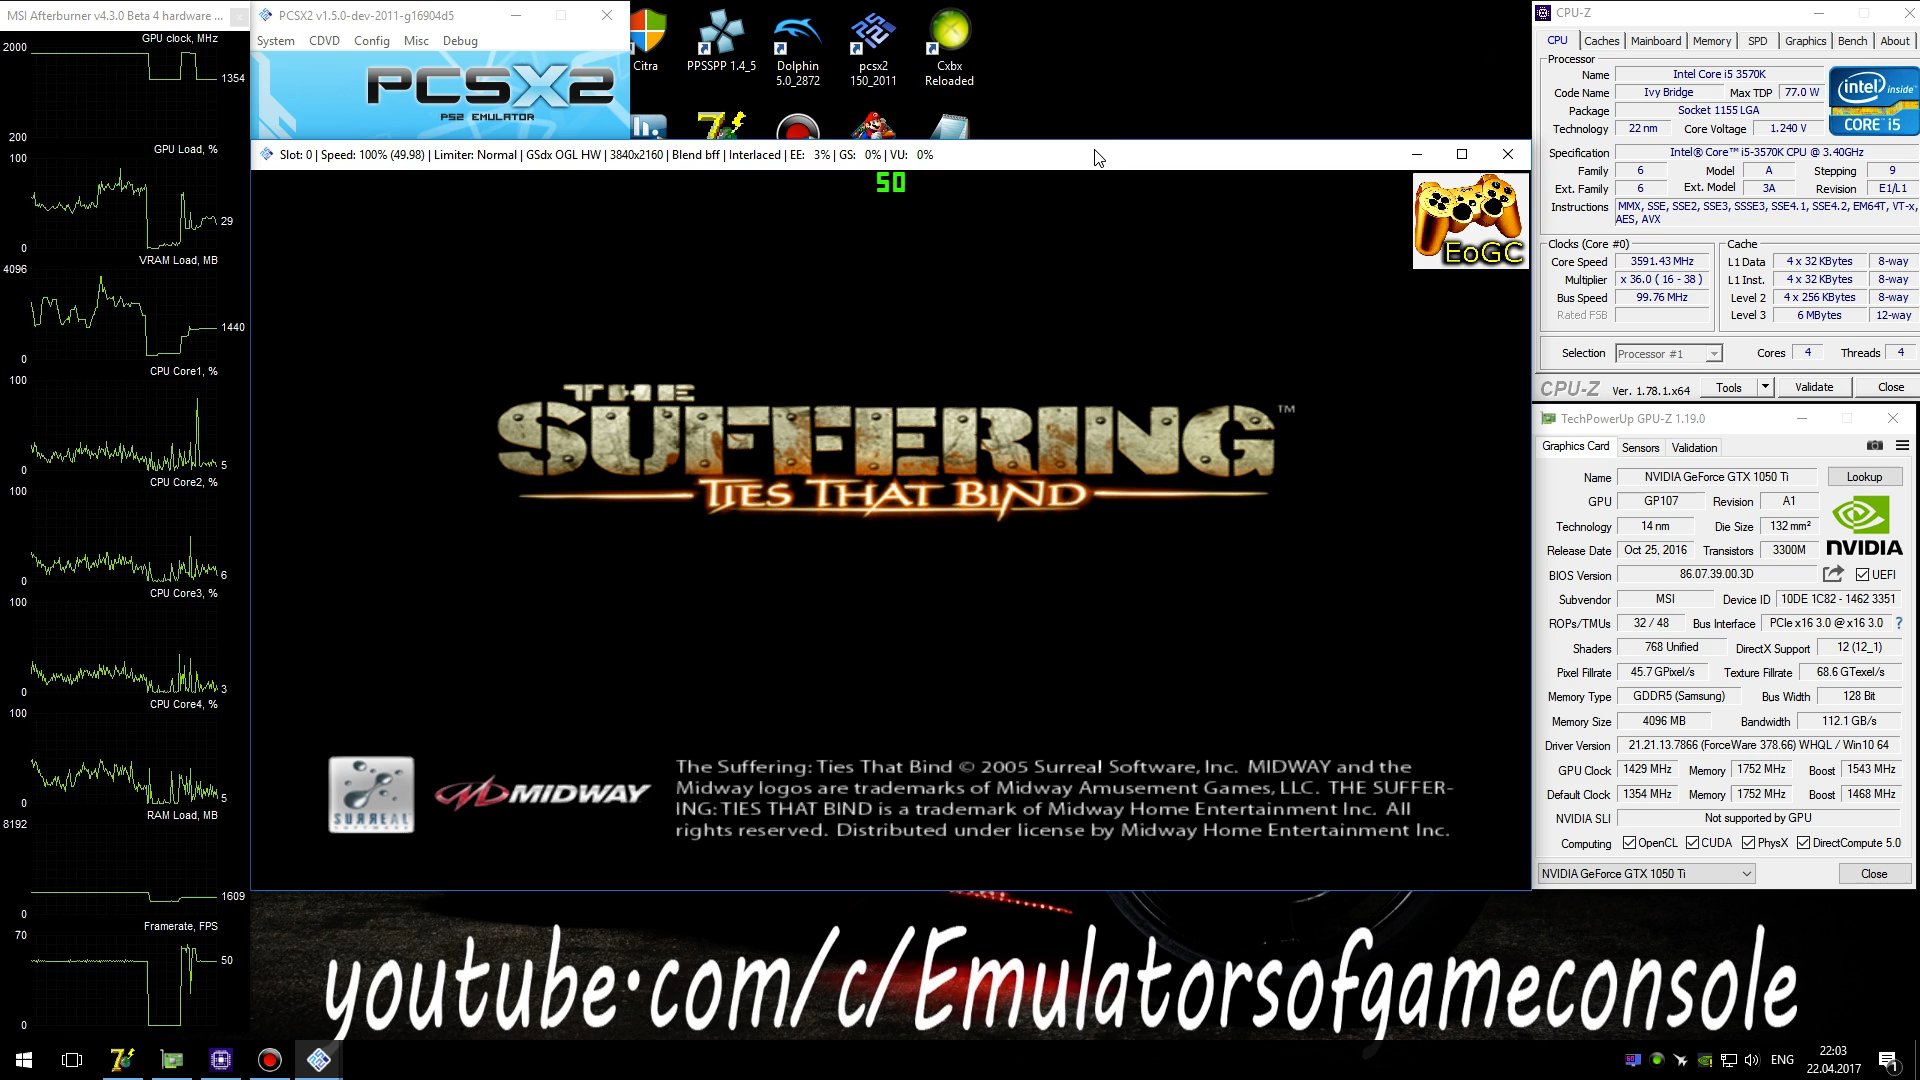 MSI Afterburner v4.3.0 Beta 4 hardware ...
GPU clock, MHz
2000
1354
200
GPU Load, %
100
29
0
VRAM Load, MB
4096
1440
0
CPU Core1, %
100
5
0
CPU Core2, %
100
6
0
CPU Core3, %
100
3
0
CPU Core4, %
100
5
0
RAM Load, MB
8192
1609
0
Framerate, FPS
70
50
0
PCSX2 v1.5.0-dev-2011-g16904d5
System CDVD Config Misc Debug
PCSX2
PS2 EMULATOR
Citra
PPSSPP 1.4_5
Dolphin 5.0_2872
pcsx2 150_2011
Cxbx Reloaded
Slot: 0 | Speed: 100% (49.98) | Limiter: Normal | GSdx OGL HW | 3840x2160 | Blend bff | Interlaced | EE: 3% | GS: 0% | VU: 0%
50
EoGC
THE
SUFFERING™
TIES THAT BIND
SURREAL
SOFTWARE
MIDWAY
The Suffering: Ties That Bind © 2005 Surreal Software, Inc. MIDWAY and the
Midway logos are trademarks of Midway Amusement Games, LLC. THE SUFFER-
ING: TIES THAT BIND is a trademark of Midway Home Entertainment Inc. All
rights reserved. Distributed under license by Midway Home Entertainment Inc.
youtube.com/c/Emulatorsofgameconsole
CPU-Z
CPU Caches Mainboard Memory SPD Graphics Bench About
Processor
Name Intel Core i5 3570K
Code Name Ivy Bridge Max TDP 77.0 W
Package Socket 1155 LGA
Technology 22 nm Core Voltage 1.240 V
intel inside™
CORE i5
Specification Intel® Core™ i5-3570K CPU @ 3.40GHz
Family 6 Model A Stepping 9
Ext. Family 6 Ext. Model 3A Revision E1/L1
Instructions MMX, SSE, SSE2, SSE3, SSSE3, SSE4.1, SSE4.2, EM64T, VT-x,
AES, AVX
Clocks (Core #0)
Core Speed 3591.43 MHz
Multiplier x 36.0 ( 16 - 38 )
Bus Speed 99.76 MHz
Rated FSB
Cache
L1 Data 4 x 32 KBytes 8-way
L1 Inst. 4 x 32 KBytes 8-way
Level 2 4 x 256 KBytes 8-way
Level 3 6 MBytes 12-way
Selection Processor #1 Cores 4 Threads 4
CPU-Z Ver. 1.78.1.x64 Tools Validate Close
TechPowerUp GPU-Z 1.19.0
Graphics Card Sensors Validation
Name NVIDIA GeForce GTX 1050 Ti Lookup
GPU GP107 Revision A1
Technology 14 nm Die Size 132 mm²
Release Date Oct 25, 2016 Transistors 3300M
NVIDIA
BIOS Version 86.07.39.00.3D UEFI
Subvendor MSI Device ID 10DE 1C82 - 1462 3351
ROPs/TMUs 32 / 48 Bus Interface PCIe x16 3.0 @ x16 3.0 ?
Shaders 768 Unified DirectX Support 12 (12_1)
Pixel Fillrate 45.7 GPixel/s Texture Fillrate 68.6 GTexel/s
Memory Type GDDR5 (Samsung) Bus Width 128 Bit
Memory Size 4096 MB Bandwidth 112.1 GB/s
Driver Version 21.21.13.7866 (ForceWare 378.66) WHQL / Win10 64
GPU Clock 1429 MHz Memory 1752 MHz Boost 1543 MHz
Default Clock 1354 MHz Memory 1752 MHz Boost 1468 MHz
NVIDIA SLI Not supported by GPU
Computing OpenCL CUDA PhysX DirectCompute 5.0
NVIDIA GeForce GTX 1050 Ti Close
ENG
22:03
22.04.2017
1